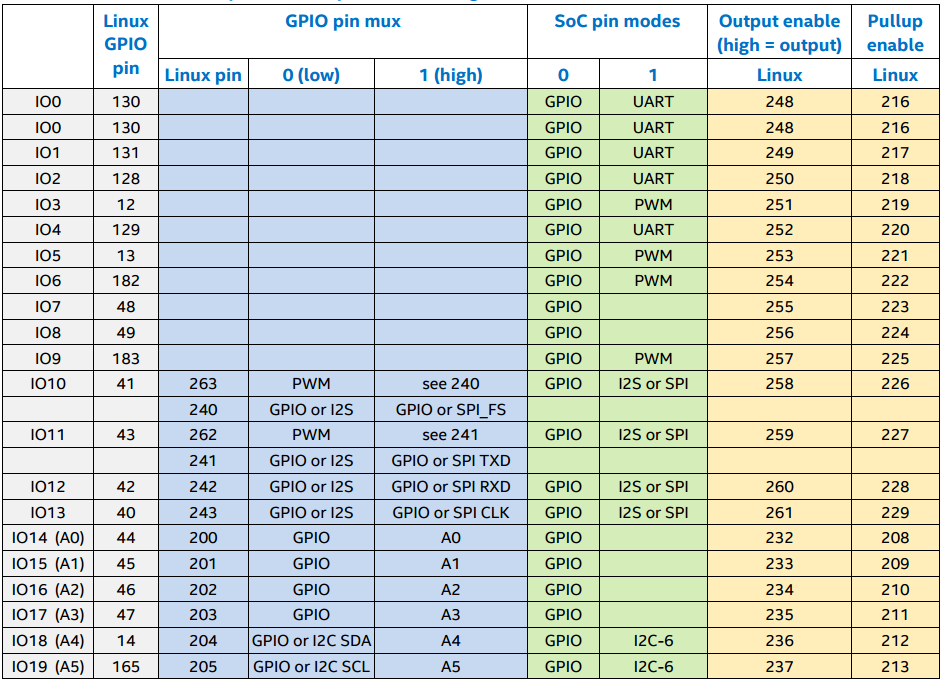 Linux GPIO pin mux SoC pin modes Output enable Pullup
GPIO (high = output) enable
pin Linux pin 0 (low) 1 (high) 0 1 Linux Linux
IO0 130 GPIO UART 248 216
IO0 130 GPIO UART 248 216
IO1 131 GPIO UART 249 217
IO2 128 GPIO UART 250 218
IO3 12 GPIO PWM 251 219
IO4 129 GPIO UART 252 220
IO5 13 GPIO PWM 253 221
IO6 182 GPIO PWM 254 222
IO7 48 GPIO 255 223
IO8 49 GPIO 256 224
IO9 183 GPIO PWM 257 225
IO10 41 263 PWM see 240 GPIO I2S or SPI 258 226
240 GPIO or I2S GPIO or SPI_FS
IO11 43 262 PWM see 241 GPIO I2S or SPI 259 227
241 GPIO or I2S GPIO or SPI TXD
IO12 42 242 GPIO or I2S GPIO or SPI RXD GPIO I2S or SPI 260 228
IO13 40 243 GPIO or I2S GPIO or SPI CLK GPIO I2S or SPI 261 229
IO14 (A0) 44 200 GPIO A0 GPIO 232 208
IO15 (A1) 45 201 GPIO A1 GPIO 233 209
IO16 (A2) 46 202 GPIO A2 GPIO 234 210
IO17 (A3) 47 203 GPIO A3 GPIO 235 211
IO18 (A4) 14 204 GPIO or I2C SDA A4 GPIO I2C-6 236 212
IO19 (A5) 165 205 GPIO or I2C SCL A5 GPIO I2C-6 237 213